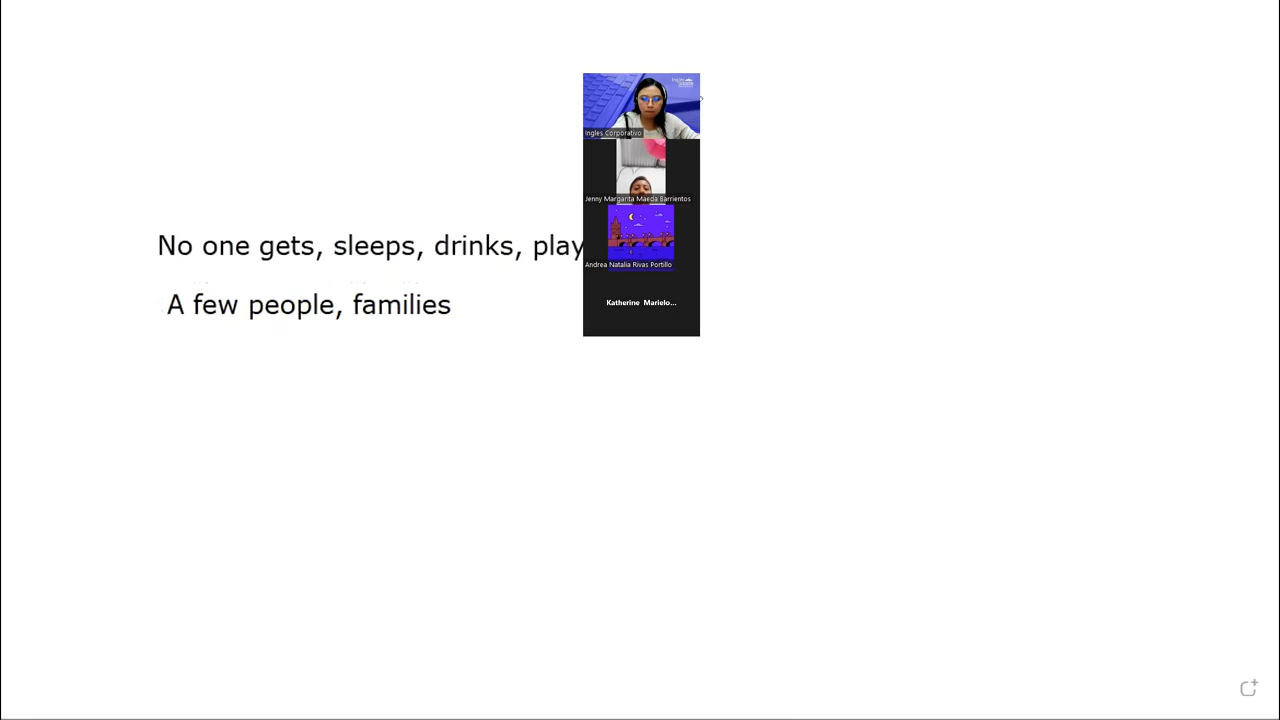 Ingles Corporativo
Jenny Margarita Maeda Barrientos
No one gets, sleeps, drinks, play
Andrea Natalia Rivas Portillo
A few people, families
Katherine Marielo...